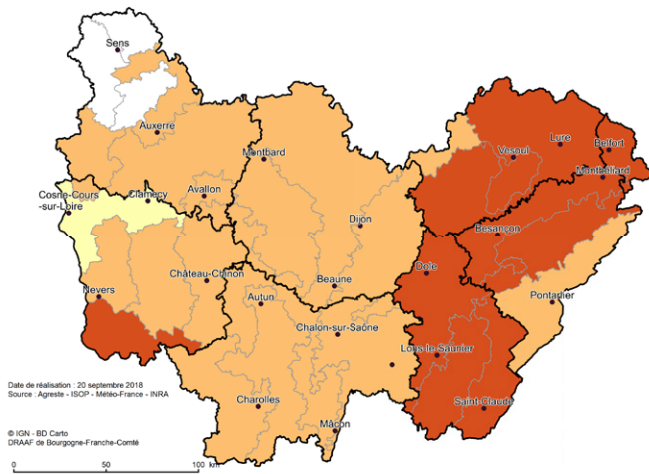 Sens
Auxerre
Montbard
Vesoul
Lure
Belfort
Montbéliard
Cosne-Cours
-sur-Loire
Clamecy
Avallon
Dijon
Besançon
Château-Chinon
Beaune
Dole
Nevers
Autun
Pontarlier
Chalon-sur-Saône
Lons-le-Saunier
Charolles
Saint-Claude
Mâcon
Date de réalisation : 20 septembre 2018
Source : Agreste - ISOP - Météo-France - INRA
© IGN - BD Carto
DRAAF de Bourgogne-Franche-Comté
0 50 100 km